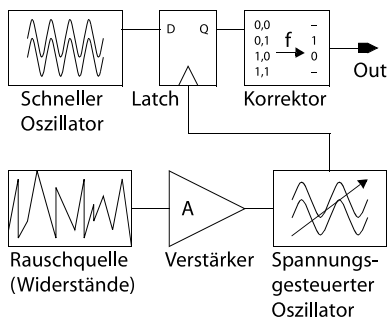 D Q
0,0 –
0,1 1
f
1,0 0
1,1 –
Schneller
Oszillator
Latch
Korrektor
Out
A
Rauschquelle
(Widerstände)
Verstärker
Spannungs-
gesteuerter
Oszillator